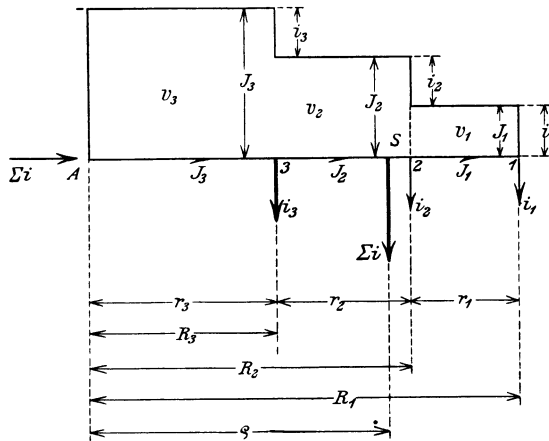 i₃
J₃
J₂
i₂
v₃
v₂
v₁
J₁
i
S
Σi
A
J₃
3
J₂
2
J₁
1
i₃
i₂
i₁
Σi
r₃
r₂
r₁
R₃
R₂
R₁
ϱ